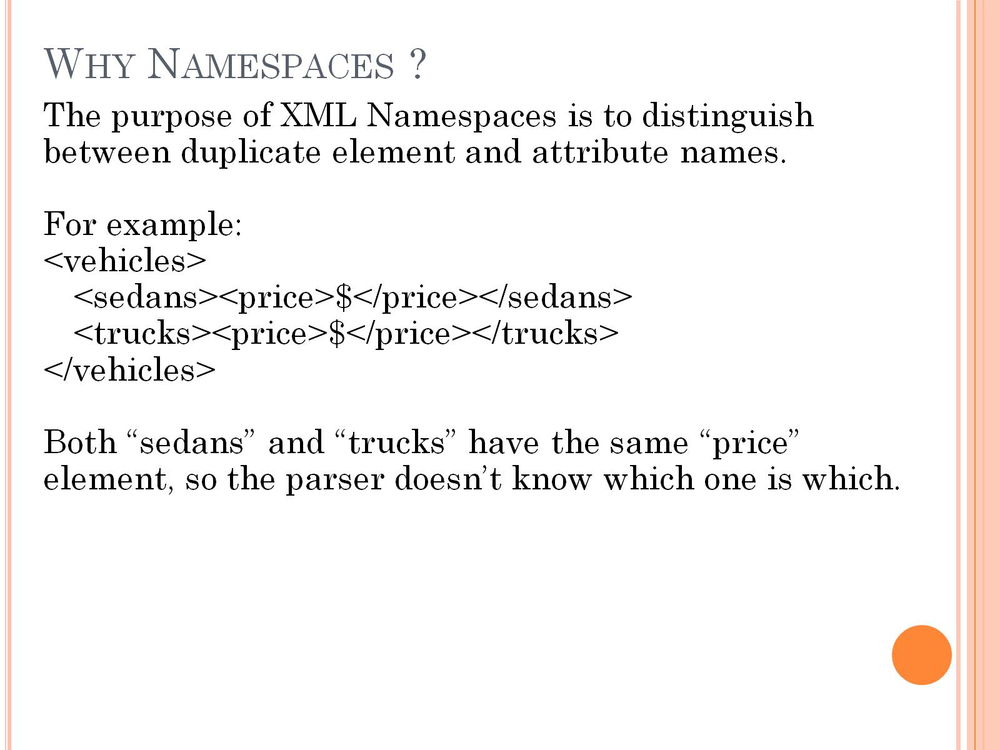 WHY NAMESPACES ?
The purpose of XML Namespaces is to distinguish
between duplicate element and attribute names.
For example:
<vehicles>
<sedans><price>$</price></sedans>
<trucks><price>$</price></trucks>
</vehicles>
Both “sedans” and “trucks” have the same “price”
element, so the parser doesn’t know which one is which.